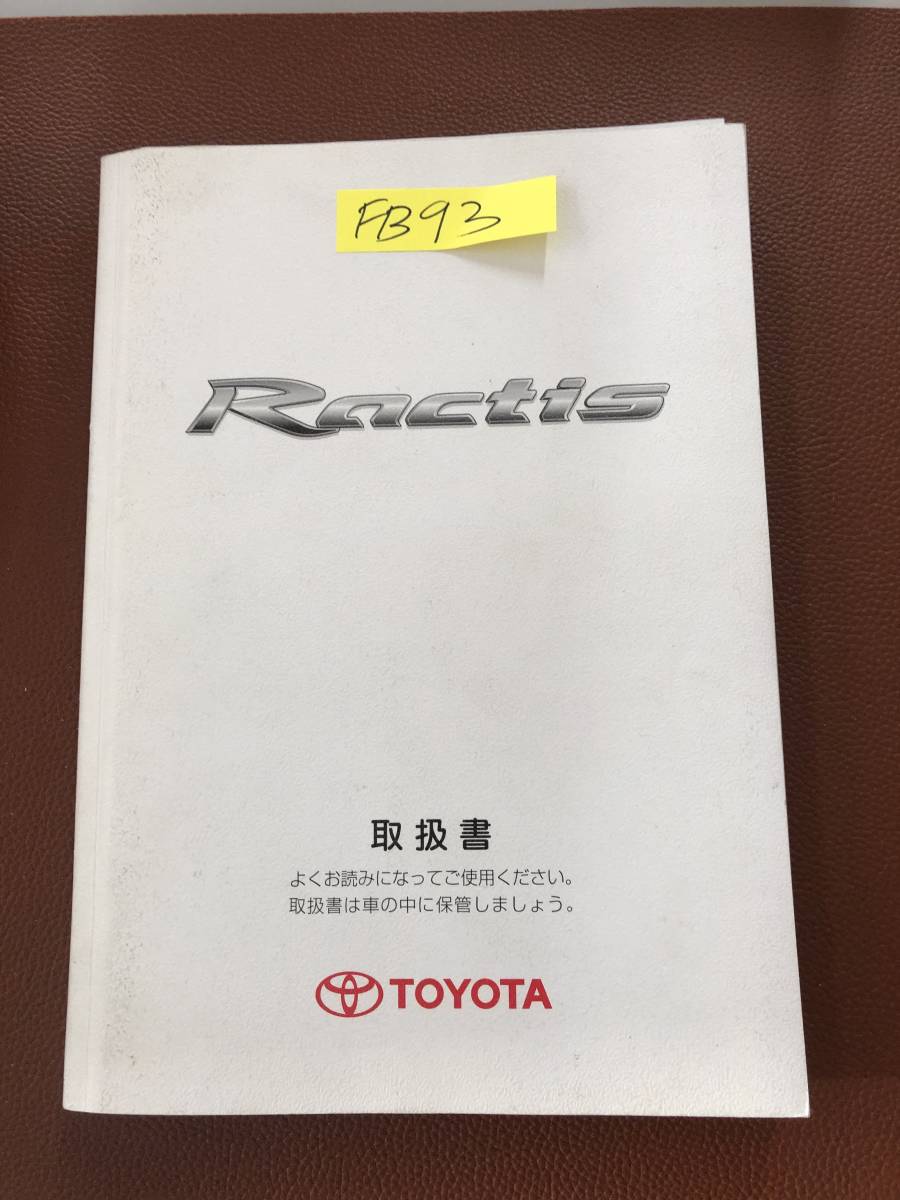 FB93
Ractis
取扱書
よくお読みになってご使用ください。
取扱書は車の中に保管しましょう。
TOYOTA